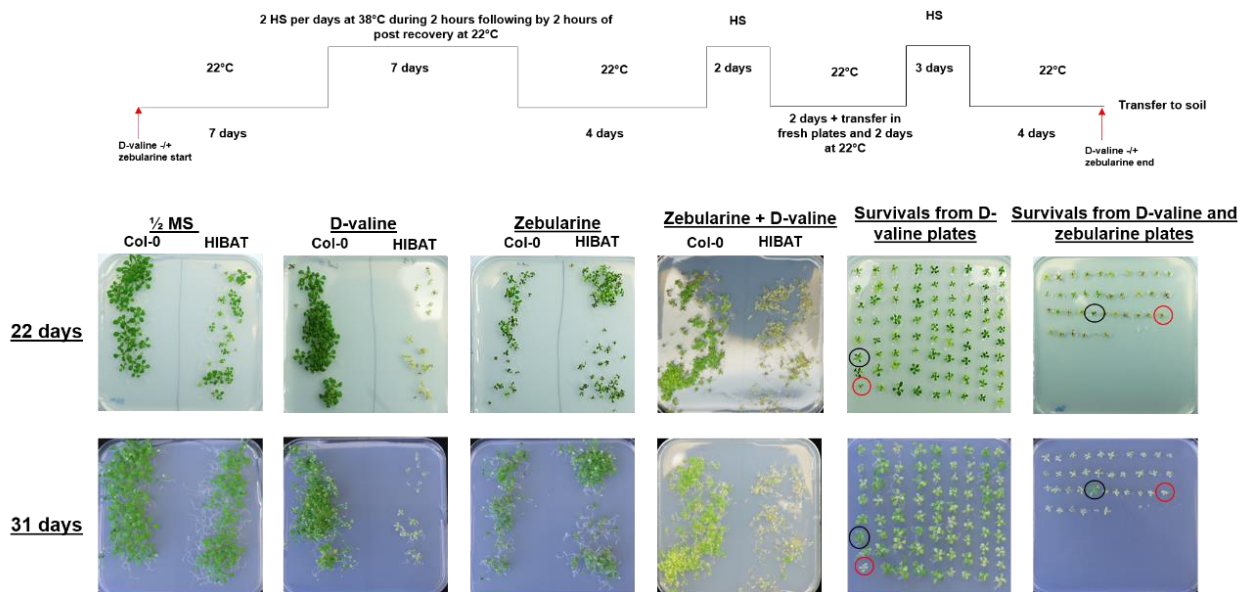 2 HS per days at 38°C during 2 hours following by 2 hours of
post recovery at 22°C
HS
HS
22°C
7 days
22°C
2 days
22°C
3 days
22°C
Transfer to soil
7 days
4 days
2 days + transfer in
fresh plates and 2 days
at 22°C
4 days
D-valine -/+
zebularine start
D-valine -/+
zebularine end
½ MS
Col-0 HIBAT
D-valine
Col-0 HIBAT
Zebularine
Col-0 HIBAT
Zebularine + D-valine
Col-0 HIBAT
Survivals from D-
valine plates
Survivals from D-valine and
zebularine plates
22 days
31 days